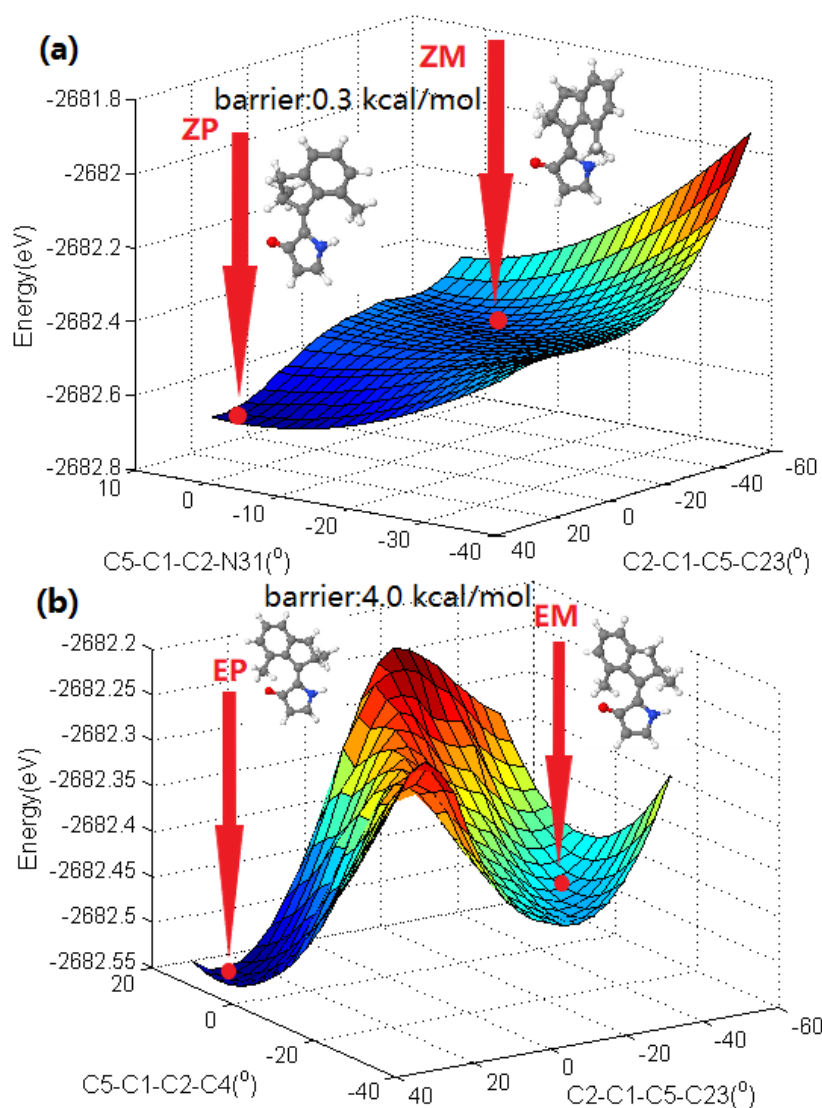 (a)
ZM
barrier:0.3 kcal/mol
ZP
-2681.8
-2682
-2682.2
-2682.4
-2682.6
-2682.8
Energy(eV)
10
0
-10
-20
-30
-40
40
20
0
-20
-40
-60
C5-C1-C2-N31(º)
C2-C1-C5-C23(º)
(b)
barrier:4.0 kcal/mol
EM
EP
-2682.2
-2682.25
-2682.3
-2682.35
-2682.4
-2682.45
-2682.5
-2682.55
Energy(eV)
20
0
-20
-40
40
20
0
-20
-40
-60
C5-C1-C2-C4(º)
C2-C1-C5-C23(º)